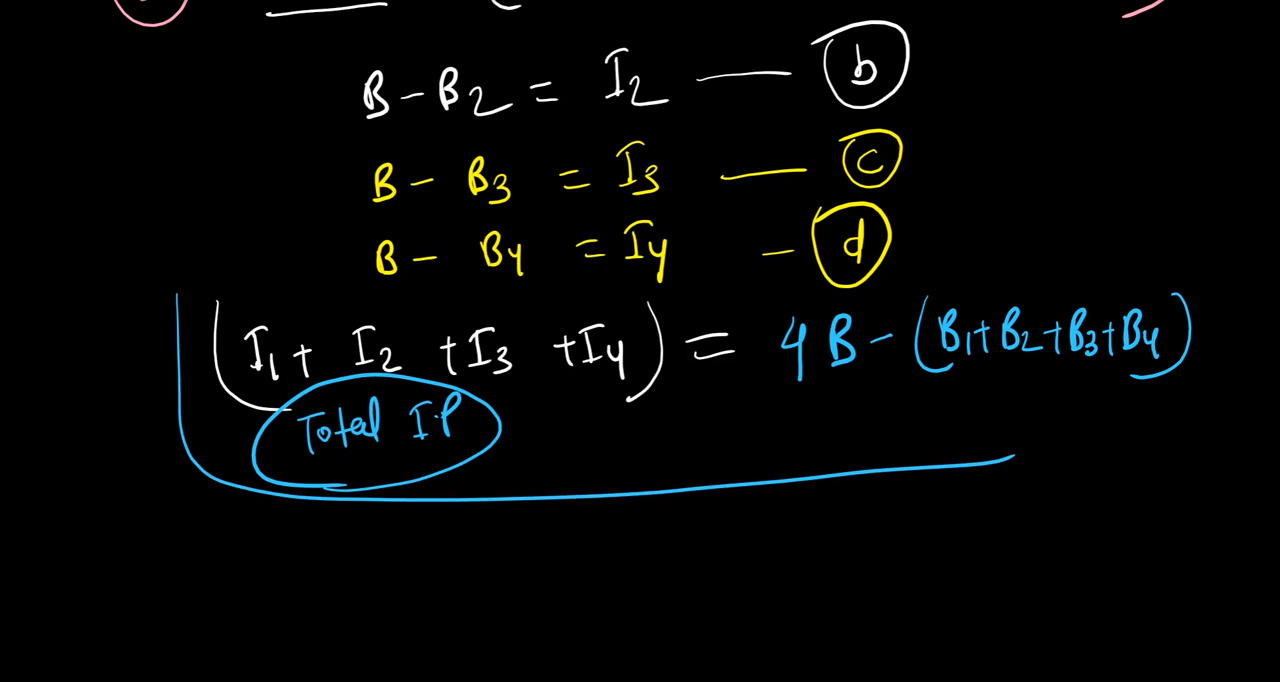 B - B2 = I2 — b
B - B3 = I3 — c
B - B4 = I4 - d
(I1 + I2 + I3 + I4) = 4B - (B1 + B2 + B3 + B4)
Total I.P